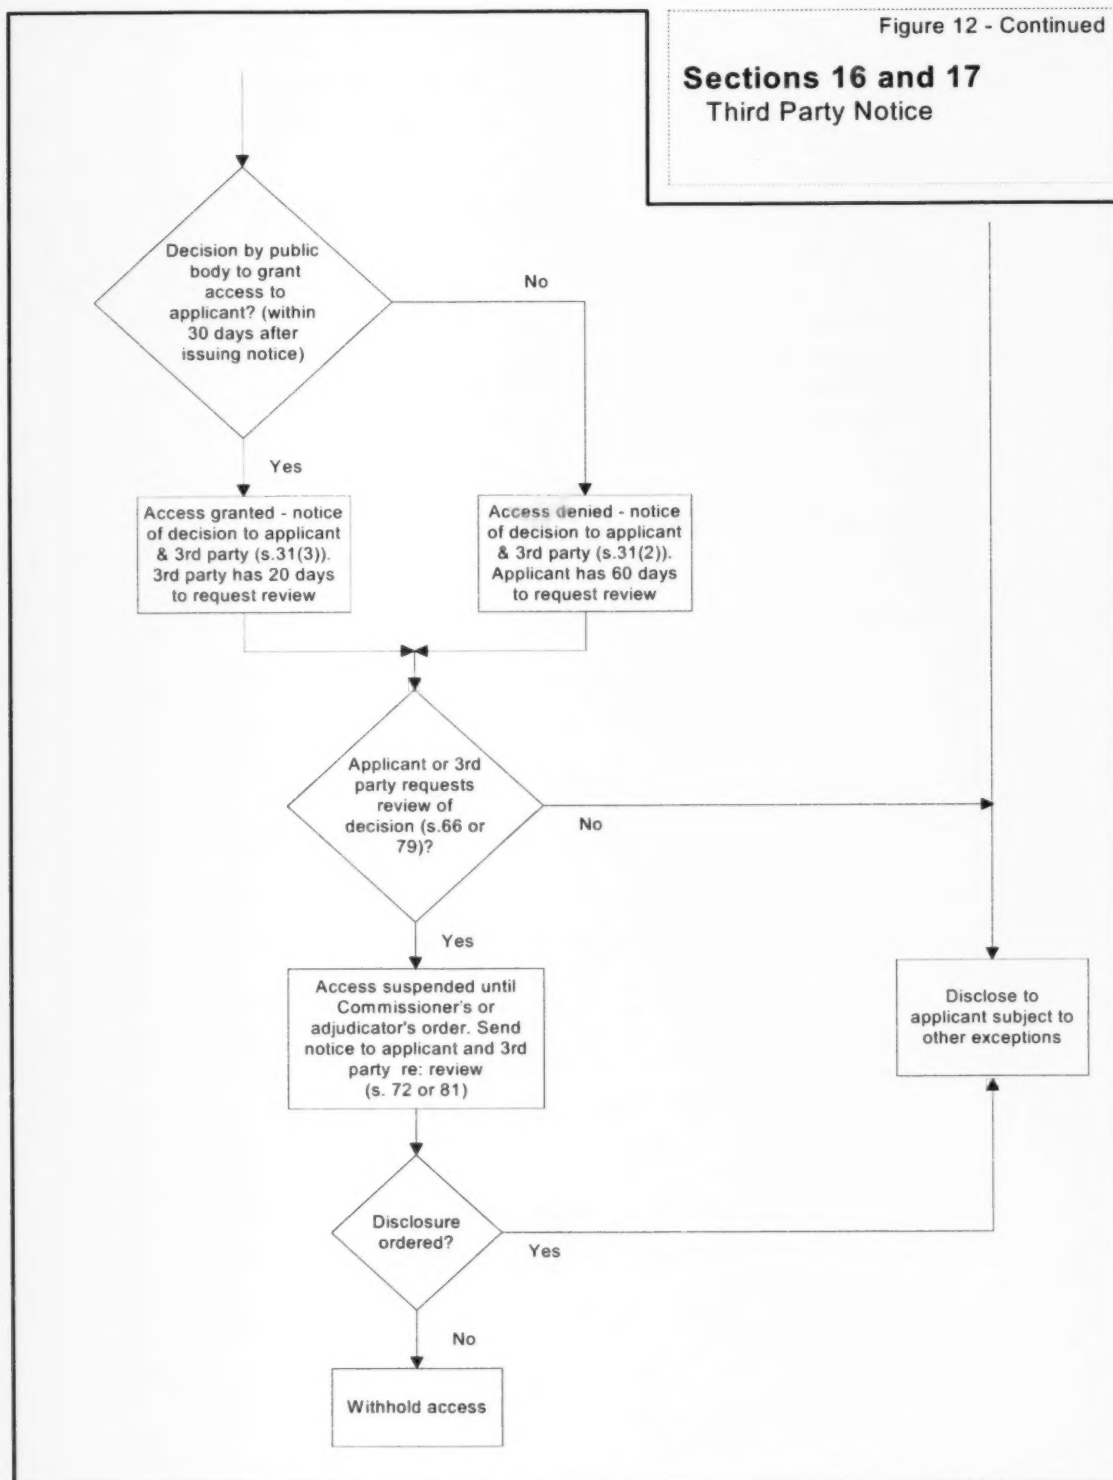 Figure 12 - Continued
Sections 16 and 17
Third Party Notice
Decision by public
body to grant
access to
applicant? (within
30 days after
issuing notice)
No
Yes
Access granted - notice
of decision to applicant
& 3rd party (s.31(3)).
3rd party has 20 days
to request review
Access denied - notice
of decision to applicant
& 3rd party (s.31(2)).
Applicant has 60 days
to request review
Applicant or 3rd
party requests
review of
decision (s.66 or
79)?
No
Yes
Access suspended until
Commissioner's or
adjudicator's order. Send
notice to applicant and 3rd
party re: review
(s. 72 or 81)
Disclose to
applicant subject to
other exceptions
Disclosure
ordered?
Yes
No
Withhold access